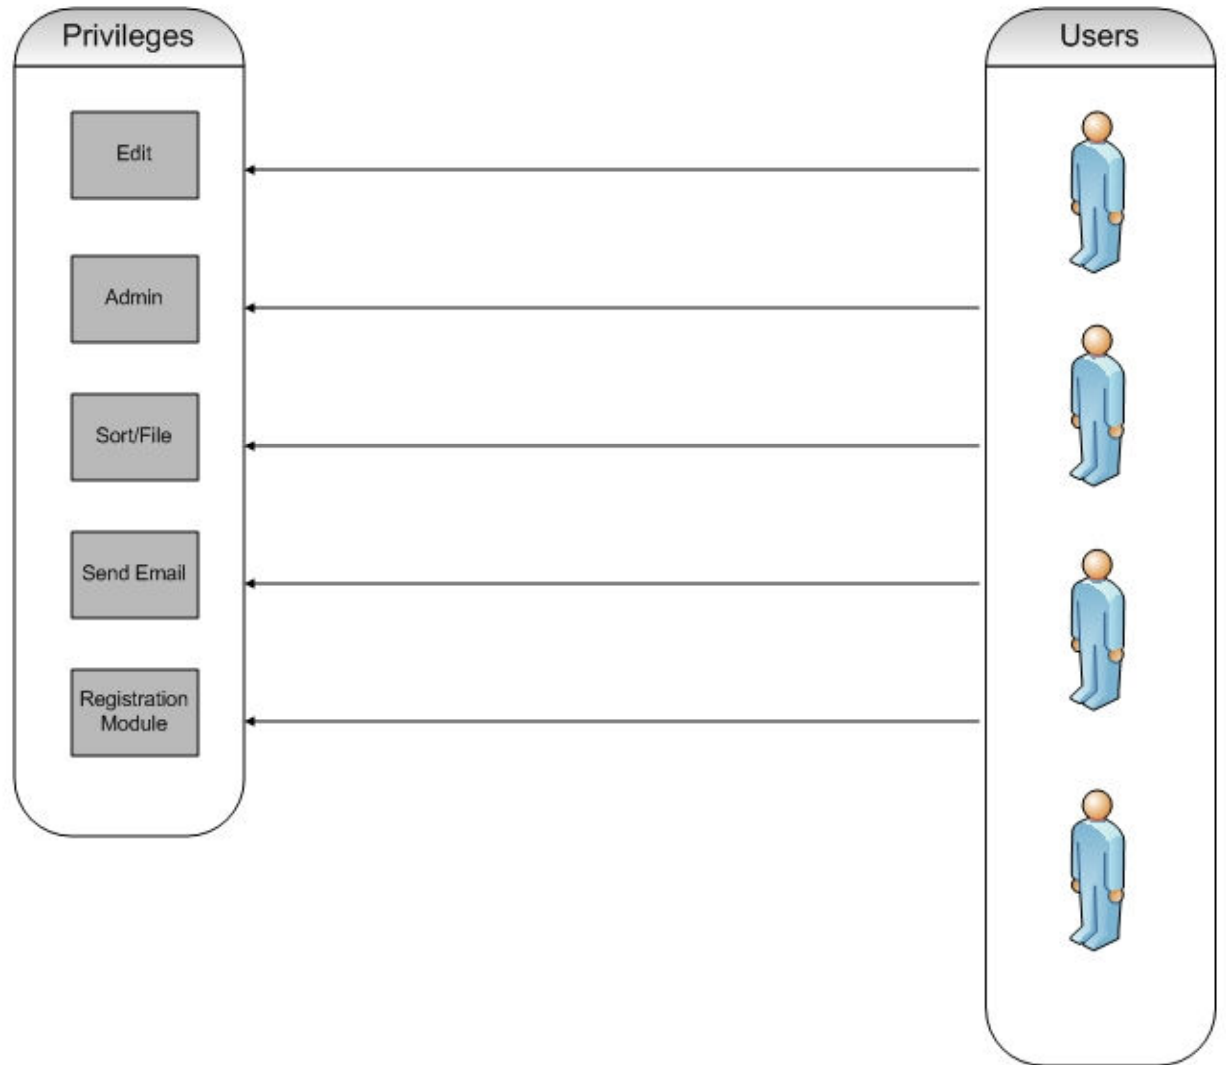 Privileges
Users
Edit
Admin
Sort/File
Send Email
Registration
Module